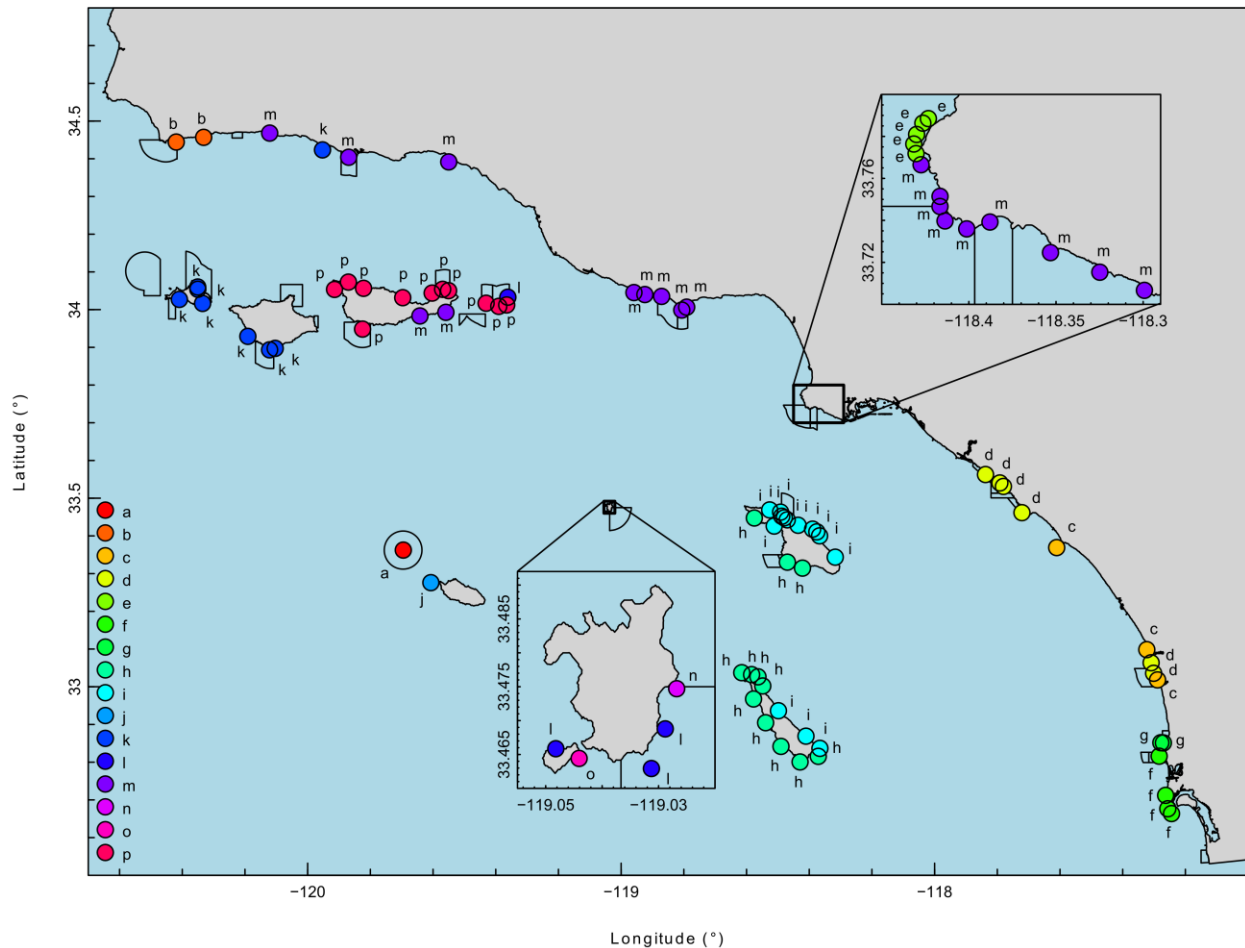 b b m k m m
34.5
e e
e
e
e
33.76
m
m
m m
m m
m
33.72
m
m
−118.4 −118.35 −118.3
k
k k
k
k k k
p p p p p p p
p p p p l
m m
34
m m
m m
m
d
d
d
d
33.5
i
i i i i i
i i
i
h i i
h h
c
a
a
b
c
d
e
f
g
h
i
j
k
l
m
n
o
p
j
33.485
33.475
33.465
n
l
o
l
l
−119.05 −119.03
33
h h h
h i
h i
h i
h h
c
d
d
c
g g
f
f
f
−120 −119 −118
Latitude (°)
Longitude (°)